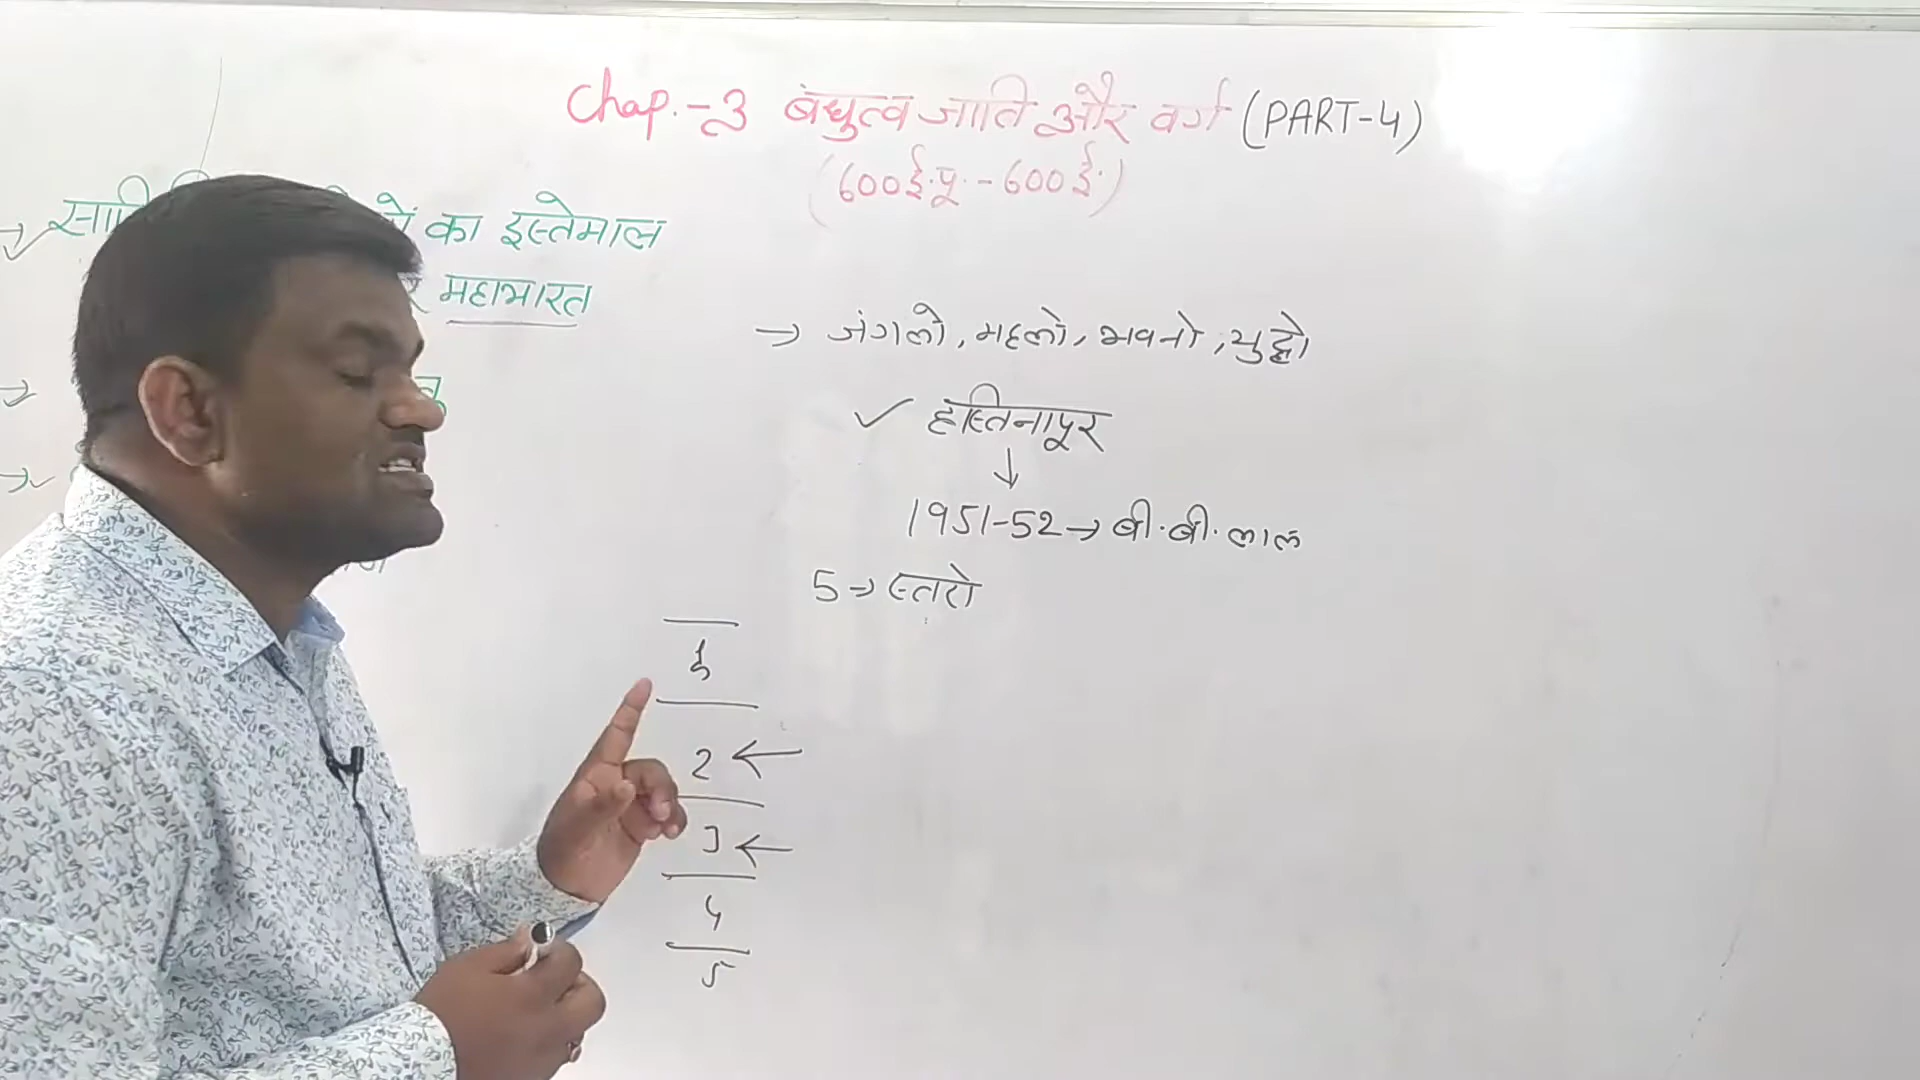 Chap.-3 बंधुत्व जाति और वर्ग (PART-4)
(600ई.पू.-600ई.)
का इस्तेमाल
महाभारत
→ जंगलो, महलो, भवनो, युद्धो
✓ हस्तिनापूर
↓
1951-52→ बी.बी. लाल
5→ स्तरो
1
2 ←
3 ←
4
5